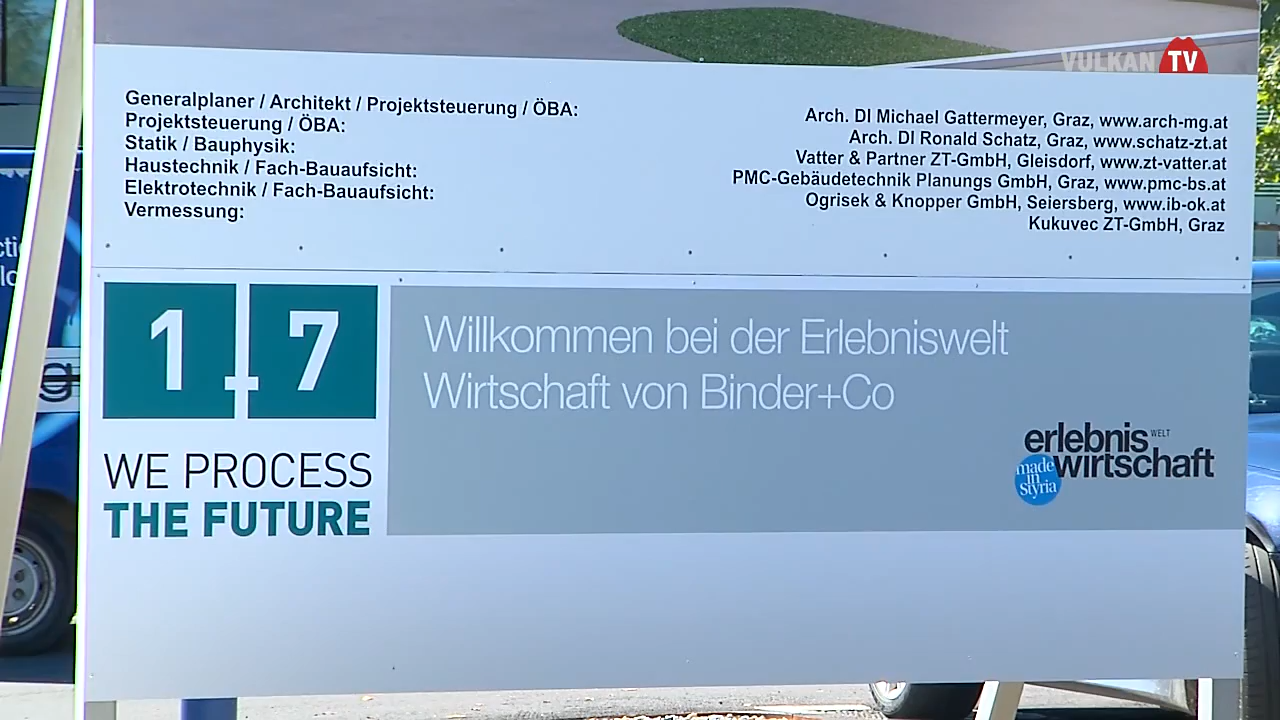 VULKAN TV
Generalplaner / Architekt / Projektsteuerung / ÖBA:
Projektsteuerung / ÖBA:
Statik / Bauphysik:
Haustechnik / Fach-Bauaufsicht:
Elektrotechnik / Fach-Bauaufsicht:
Vermessung:
Arch. DI Michael Gattermeyer, Graz, www.arch-mg.at
Arch. DI Ronald Schatz, Graz, www.schatz-zt.at
Vatter & Partner ZT-GmbH, Gleisdorf, www.zt-vatter.at
PMC-Gebäudetechnik Planungs GmbH, Graz, www.pmc-bs.at
Ogrisek & Knopper GmbH, Seiersberg, www.ib-ok.at
Kukuvec ZT-GmbH, Graz
1+7
WE PROCESS
THE FUTURE
Willkommen bei der Erlebniswelt
Wirtschaft von Binder+Co
erlebnis WELT
wirtschaft
made
in
Styria